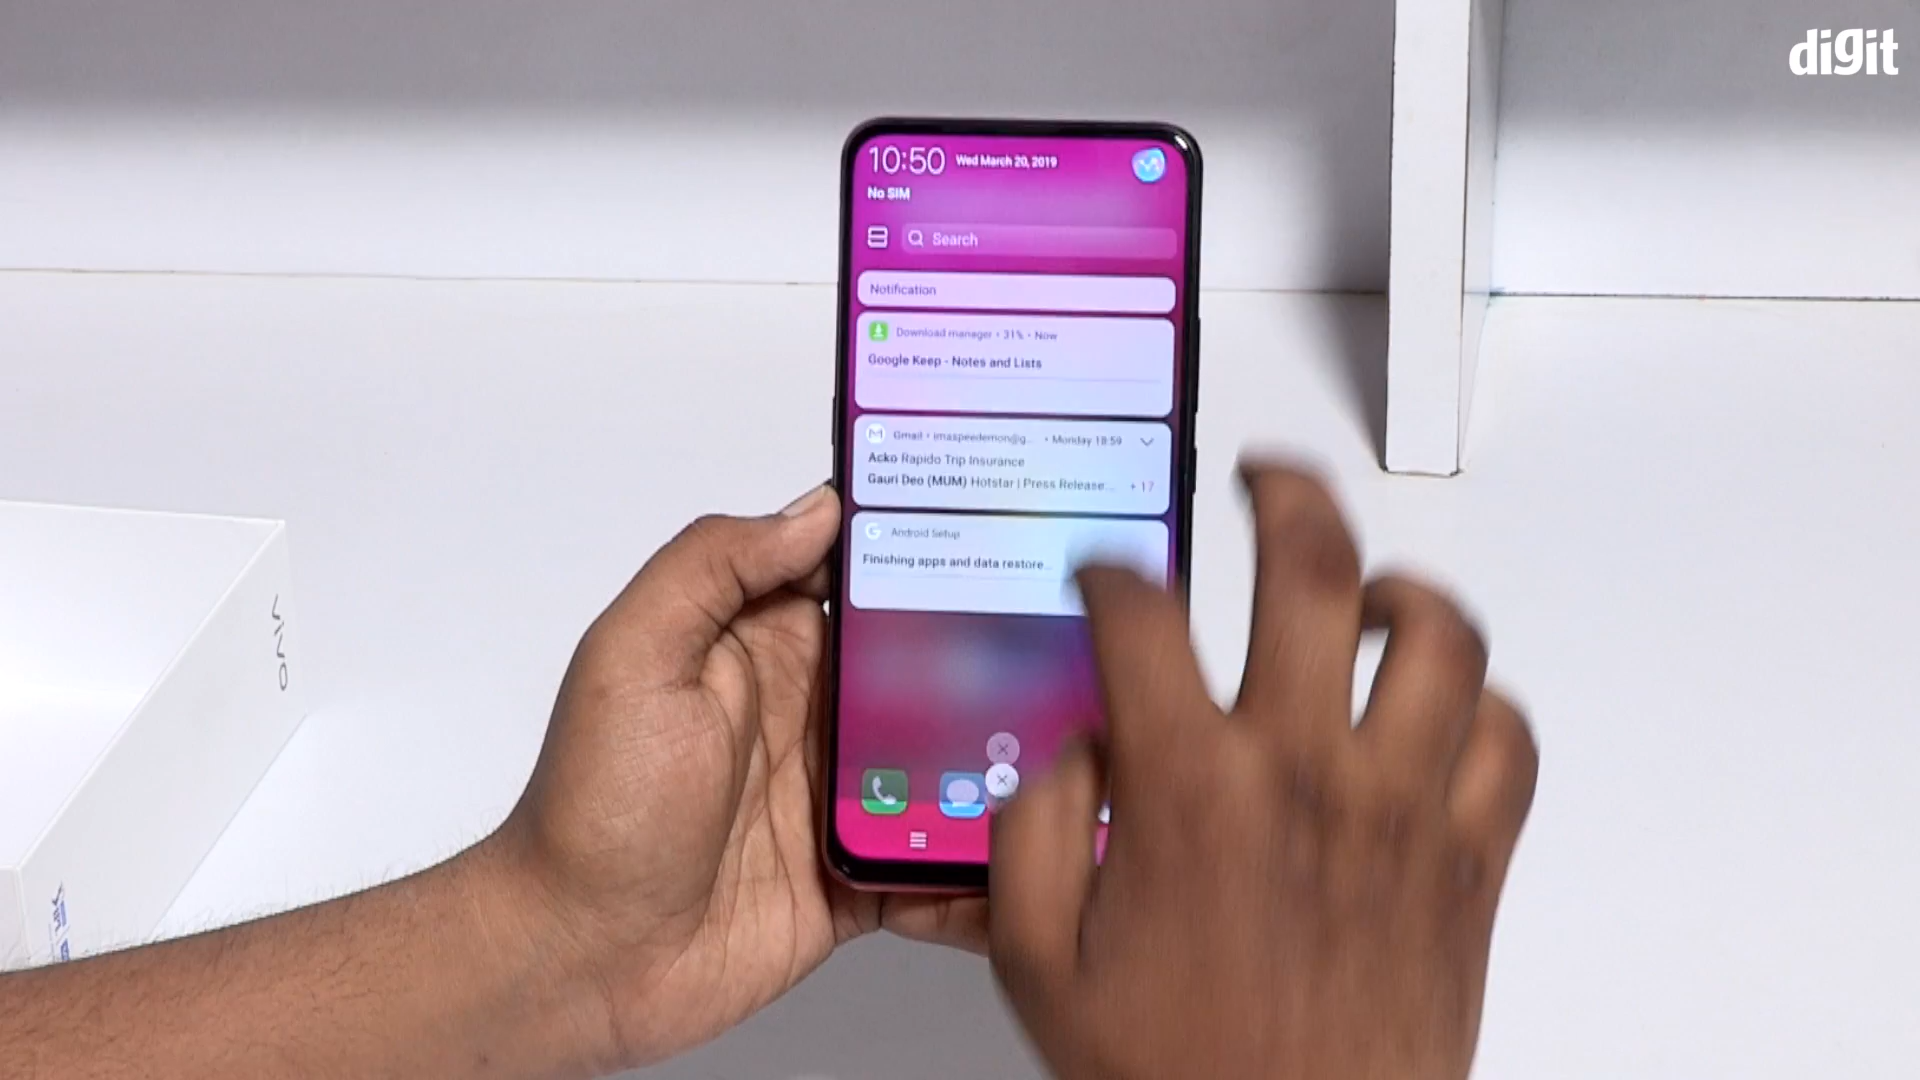 digit
10:50 Wed March 20, 2019
No SIM
Search
Notification
Download manager • 31% • Now
Google Keep - Notes and Lists
Gmail • imaspeedemon@g... • Monday 18:59
Acko Rapido Trip Insurance
Gauri Deo (MUM) Hotstar | Press Release... + 17
Android Setup
Finishing apps and data restore...
vivo